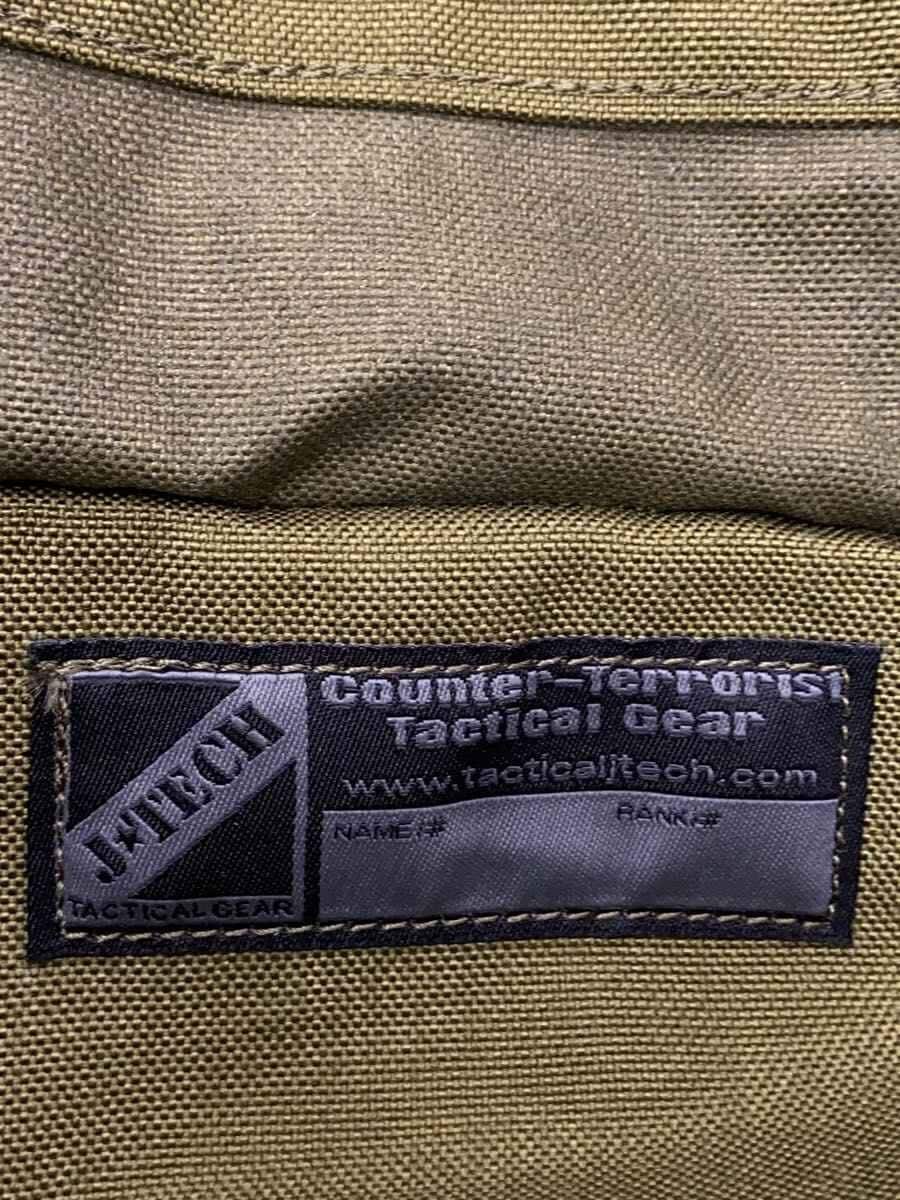 J★TECH
TACTICAL GEAR
Counter-Terrorist
Tactical Gear
www.tacticaljtech.com
NAME/#
RANK/#